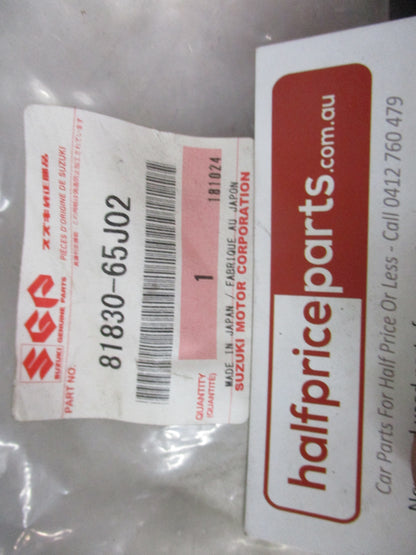 SGP
SUZUKI GENUINE PARTS
スズキ純正部品
PIÈCES D'ORIGINE DE SUZUKI
PART NO.
81830-65J02
181024
QUANTITY
(QUANTITE)
1
MADE IN JAPAN / FABRIQUE AU JAPON
SUZUKI MOTOR CORPORATION
halfpriceparts.com.au
Car Parts For Half Price Or Less - Call 0412 760 479